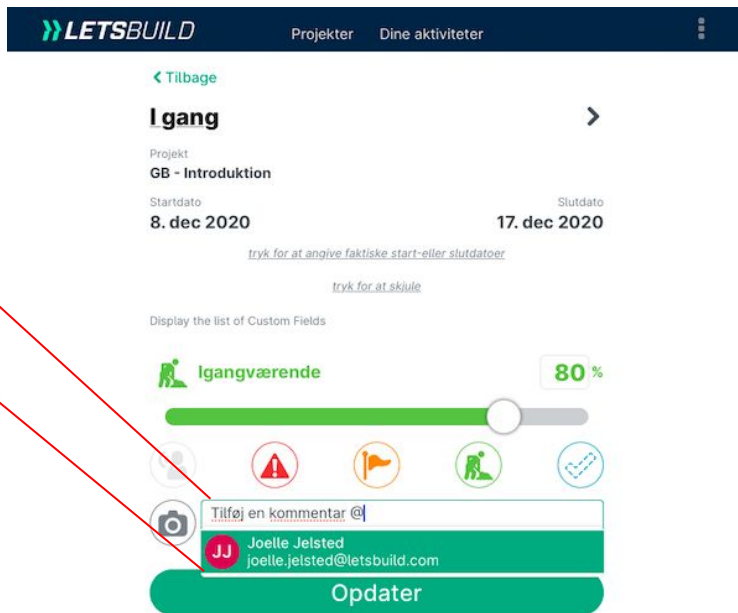 LETSBUILD Projekter Dine aktiviteter
Tilbage
I gang
Projekt
GB - Introduktion
Startdato Slutdato
8. dec 2020 17. dec 2020
tryk for at angive faktiske start-eller slutdatoer
tryk for at skjule
Display the list of Custom Fields
Igangværende 80 %
Tilføj en kommentar @
JJ Joelle Jelsted
joelle.jelsted@letsbuild.com
Opdater